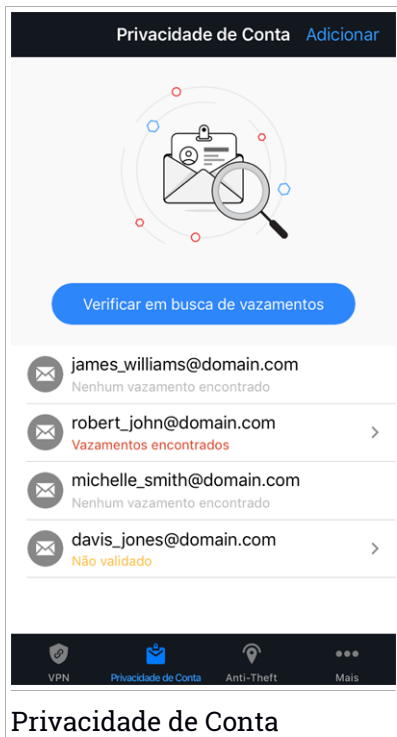 Privacidade de Conta Adicionar
Verificar em busca de vazamentos
james_williams@domain.com
Nenhum vazamento encontrado
robert_john@domain.com
Vazamentos encontrados
michelle_smith@domain.com
Nenhum vazamento encontrado
davis_jones@domain.com
Não validado
VPN Privacidade de Conta Anti-Theft Mais
Privacidade de Conta